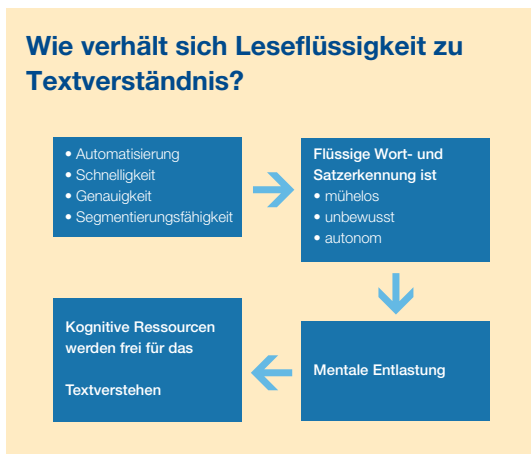 Wie verhält sich Leseflüssigkeit zu
Textverständnis?
• Automatisierung
• Schnelligkeit
• Genauigkeit
• Segmentierungsfähigkeit
Flüssige Wort- und
Satzerkennung ist
• mühelos
• unbewusst
• autonom
Mentale Entlastung
Kognitive Ressourcen
werden frei für das
Textverstehen